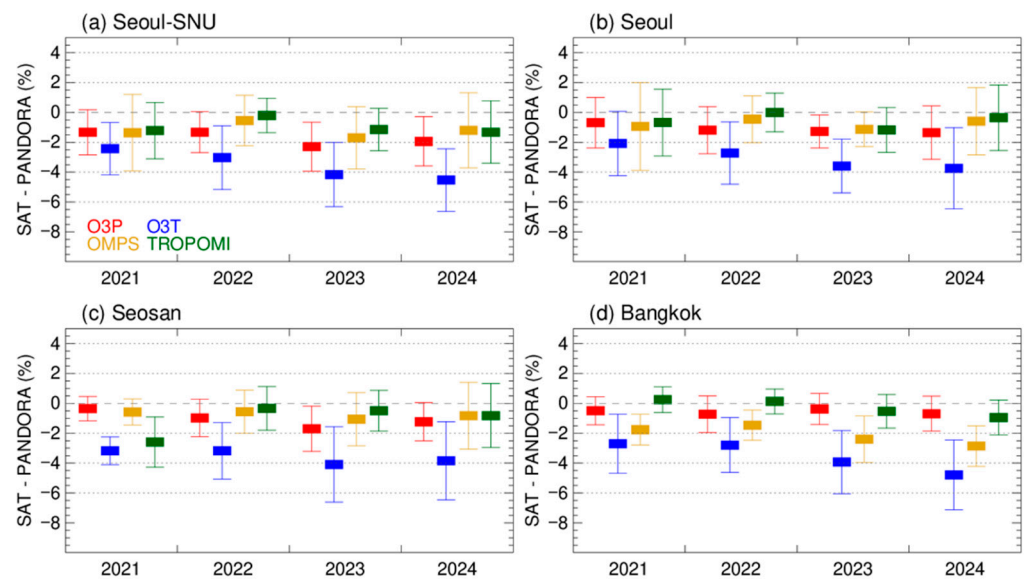 (a) Seoul-SNU
SAT - PANDORA (%)
4
2
0
−2
−4
−6
−8
O3P O3T
OMPS TROPOMI
2021 2022 2023 2024
(b) Seoul
SAT - PANDORA (%)
4
2
0
−2
−4
−6
−8
2021 2022 2023 2024
(c) Seosan
SAT - PANDORA (%)
4
2
0
−2
−4
−6
−8
2021 2022 2023 2024
(d) Bangkok
SAT - PANDORA (%)
4
2
0
−2
−4
−6
−8
2021 2022 2023 2024